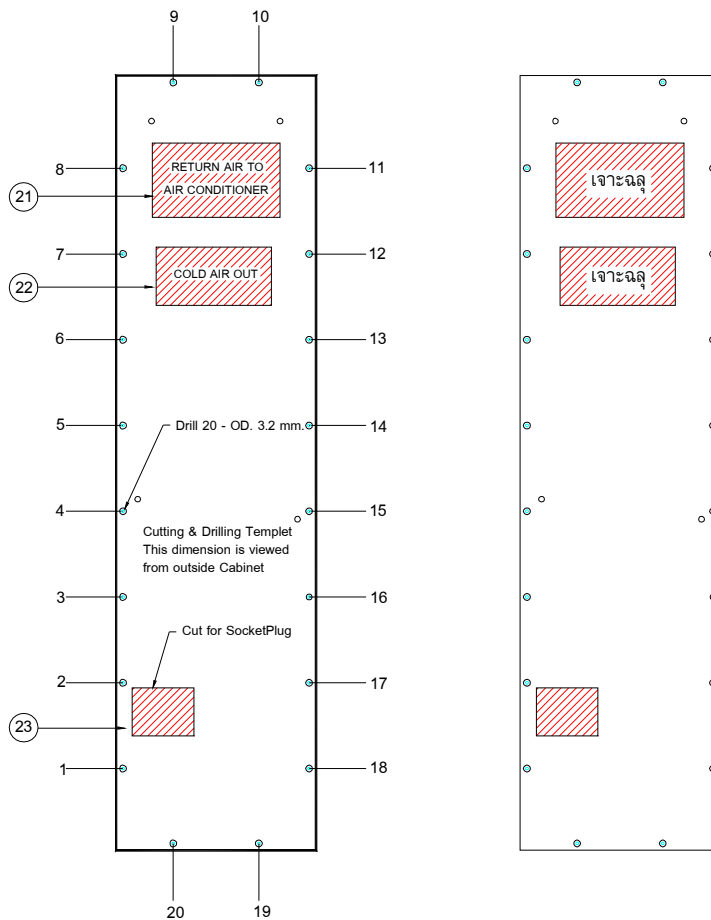 9 10
8 RETURN AIR TO 11
AIR CONDITIONER
21
เจาะฉลุ
7 12
COLD AIR OUT
22
เจาะฉลุ
6 13
5 Drill 20 - OD. 3.2 mm. 14
4 15
Cutting & Drilling Templet
This dimension is viewed
from outside Cabinet
3 16
Cut for SocketPlug
2 17
23
1 18
20 19